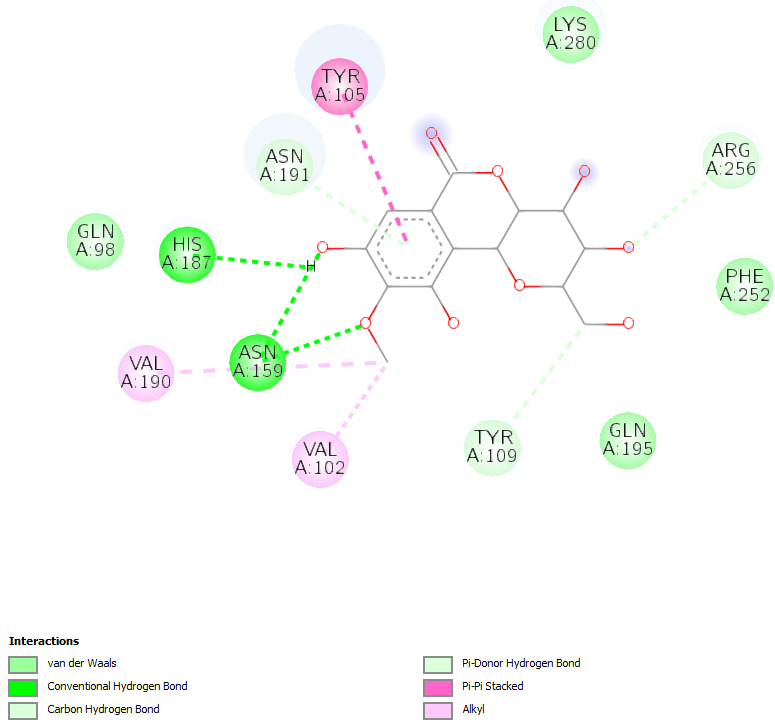 LYS
A:280
TYR
A:105
ASN
A:191
ARG
A:256
GLN
A:98
HIS
A:187
O
O
O
O
O
O
O
O
O
H
PHE
A:252
VAL
A:190
ASN
A:159
VAL
A:102
TYR
A:109
GLN
A:195
Interactions
van der Waals
Conventional Hydrogen Bond
Carbon Hydrogen Bond
Pi-Donor Hydrogen Bond
Pi-Pi Stacked
Alkyl